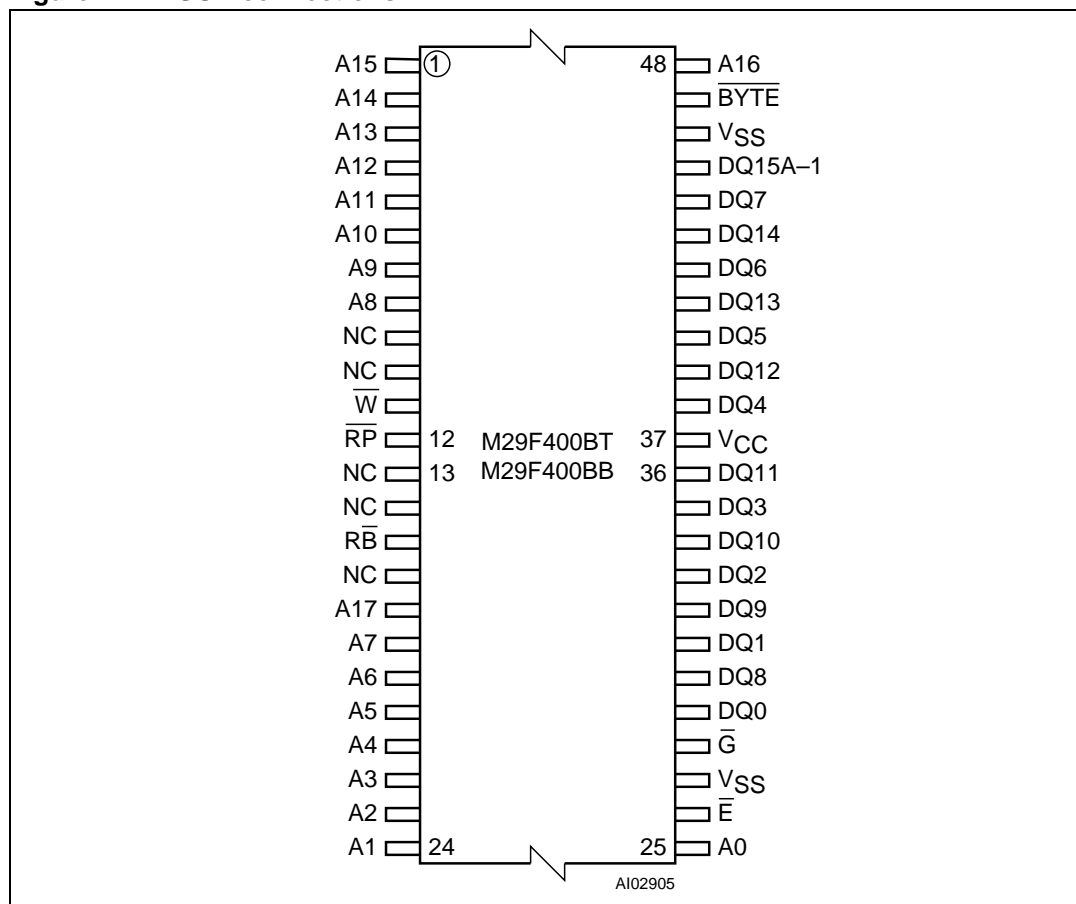 A15 1 48 A16
A14 B̅Y̅T̅E̅
A13 VSS
A12 DQ15A–1
A11 DQ7
A10 DQ14
A9 DQ6
A8 DQ13
NC DQ5
NC DQ12
W̅ DQ4
R̅P̅ 12 M29F400BT 37 VCC
NC 13 M29F400BB 36 DQ11
NC DQ3
RB̅ DQ10
NC DQ2
A17 DQ9
A7 DQ1
A6 DQ8
A5 DQ0
A4 G̅
A3 VSS
A2 E̅
A1 24 25 A0
AI02905